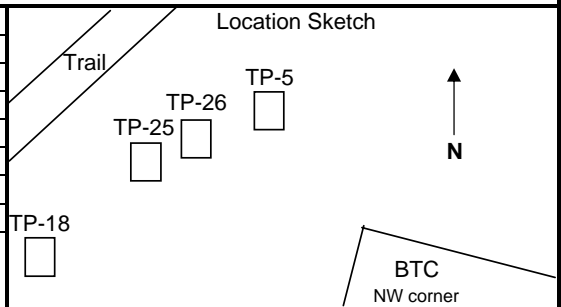 Location Sketch
Trail
TP-5
TP-26
TP-25
N
TP-18
BTC
NW corner